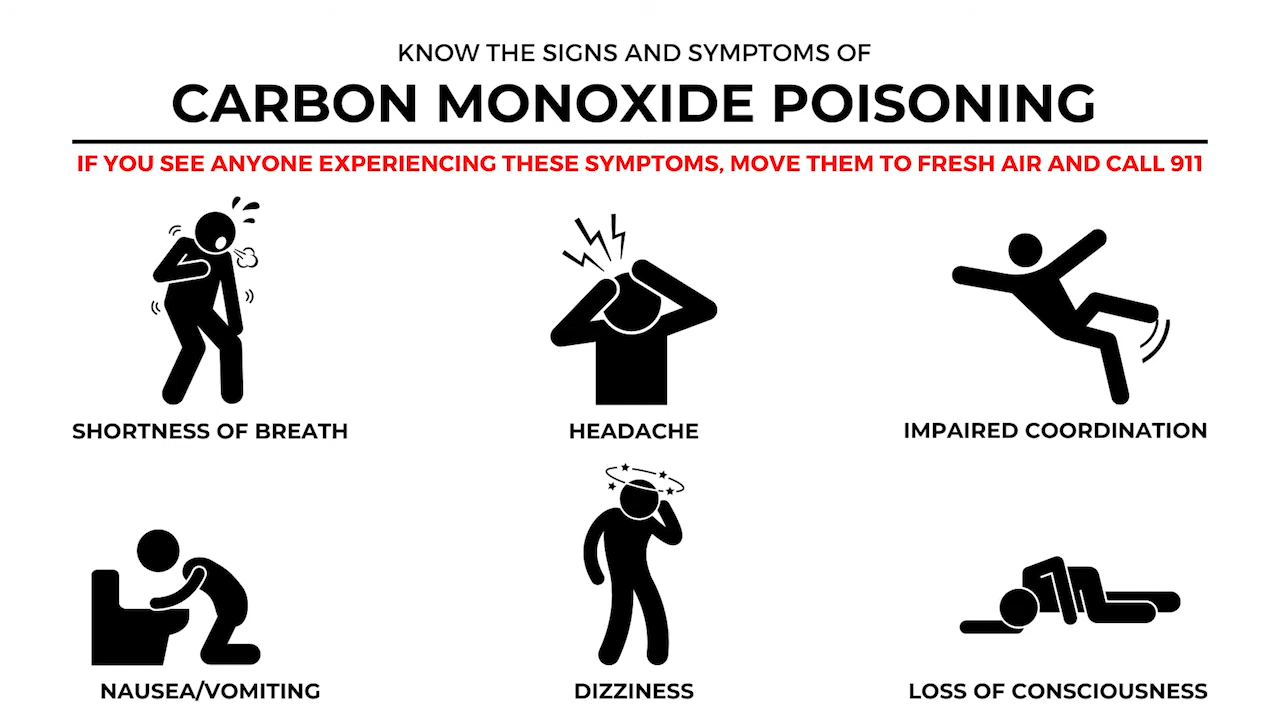 KNOW THE SIGNS AND SYMPTOMS OF
CARBON MONOXIDE POISONING
IF YOU SEE ANYONE EXPERIENCING THESE SYMPTOMS, MOVE THEM TO FRESH AIR AND CALL 911
SHORTNESS OF BREATH
HEADACHE
IMPAIRED COORDINATION
NAUSEA/VOMITING
DIZZINESS
LOSS OF CONSCIOUSNESS